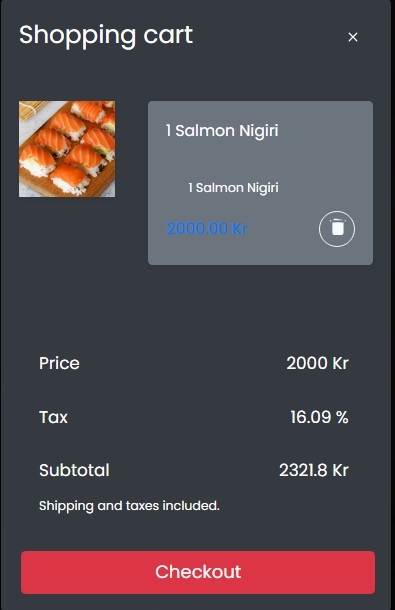 Shopping cart
×
1 Salmon Nigiri
1 Salmon Nigiri
2000.00 Kr
Price 2000 Kr
Tax 16.09 %
Subtotal 2321.8 Kr
Shipping and taxes included.
Checkout